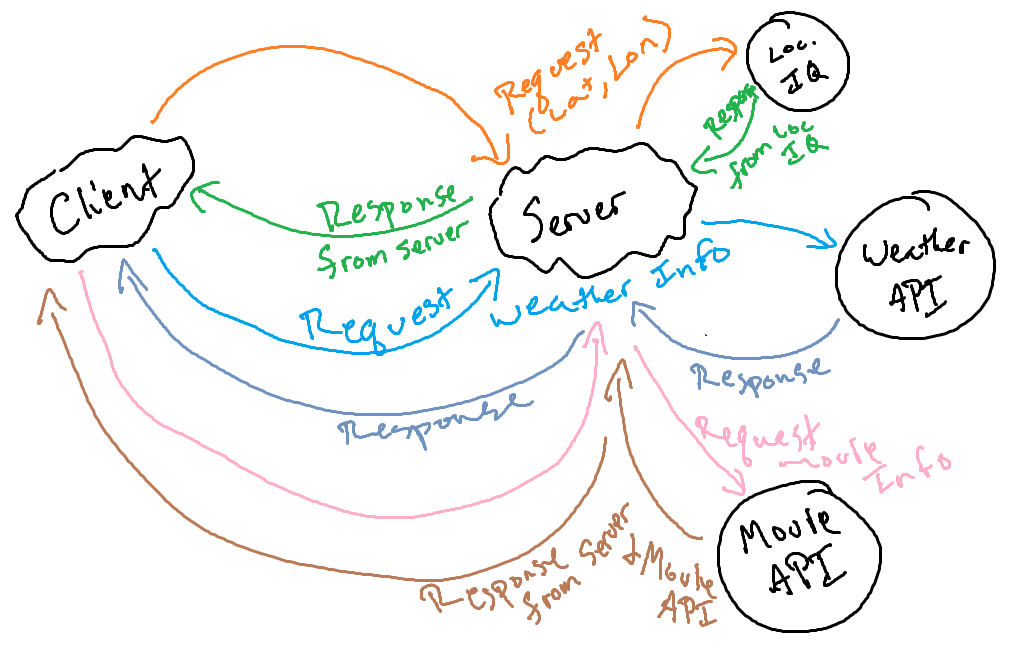 Request
(Lat, Lon)
Loc.
IQ
Response
from Loc
IQ
Client
Server
Response
from server
Weather
API
Request
Weather Info
Response
Response
Request
Movie
Info
Movie
API
Response
from Server
& Movie
API